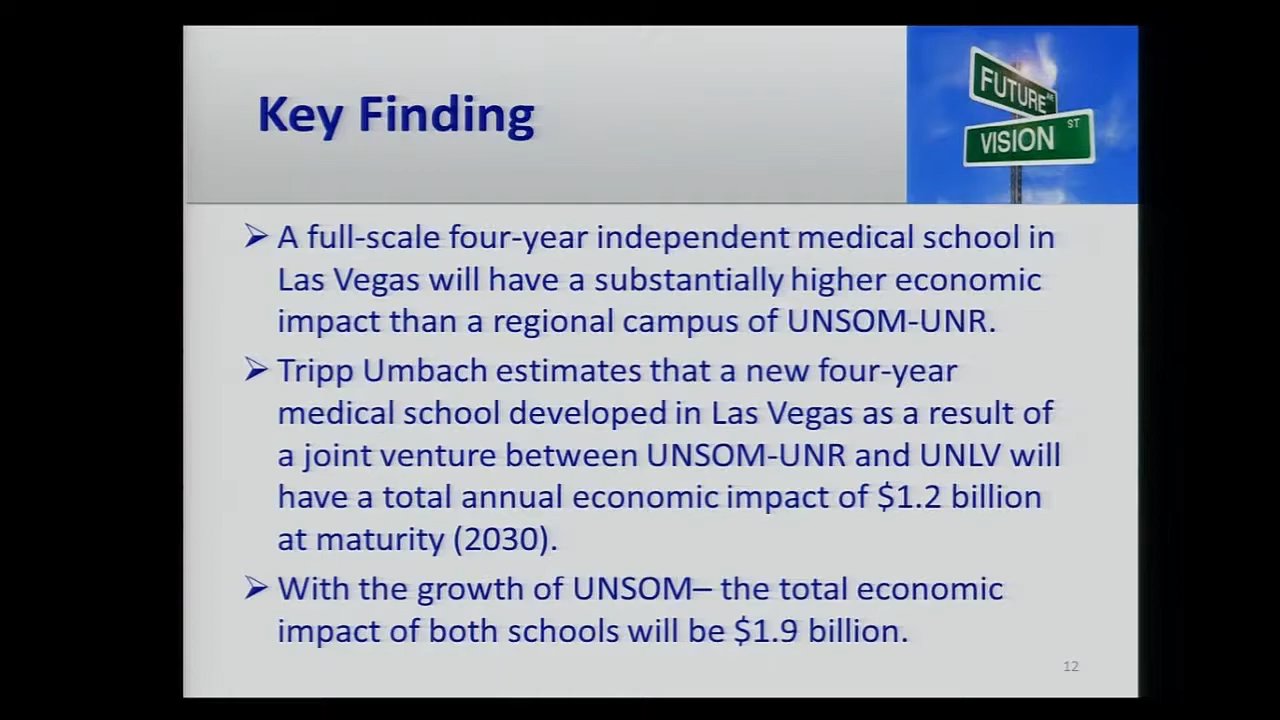 Key Finding
FUTURE AVE
VISION ST
➢ A full-scale four-year independent medical school in
Las Vegas will have a substantially higher economic
impact than a regional campus of UNSOM-UNR.
➢ Tripp Umbach estimates that a new four-year
medical school developed in Las Vegas as a result of
a joint venture between UNSOM-UNR and UNLV will
have a total annual economic impact of $1.2 billion
at maturity (2030).
➢ With the growth of UNSOM– the total economic
impact of both schools will be $1.9 billion.
12